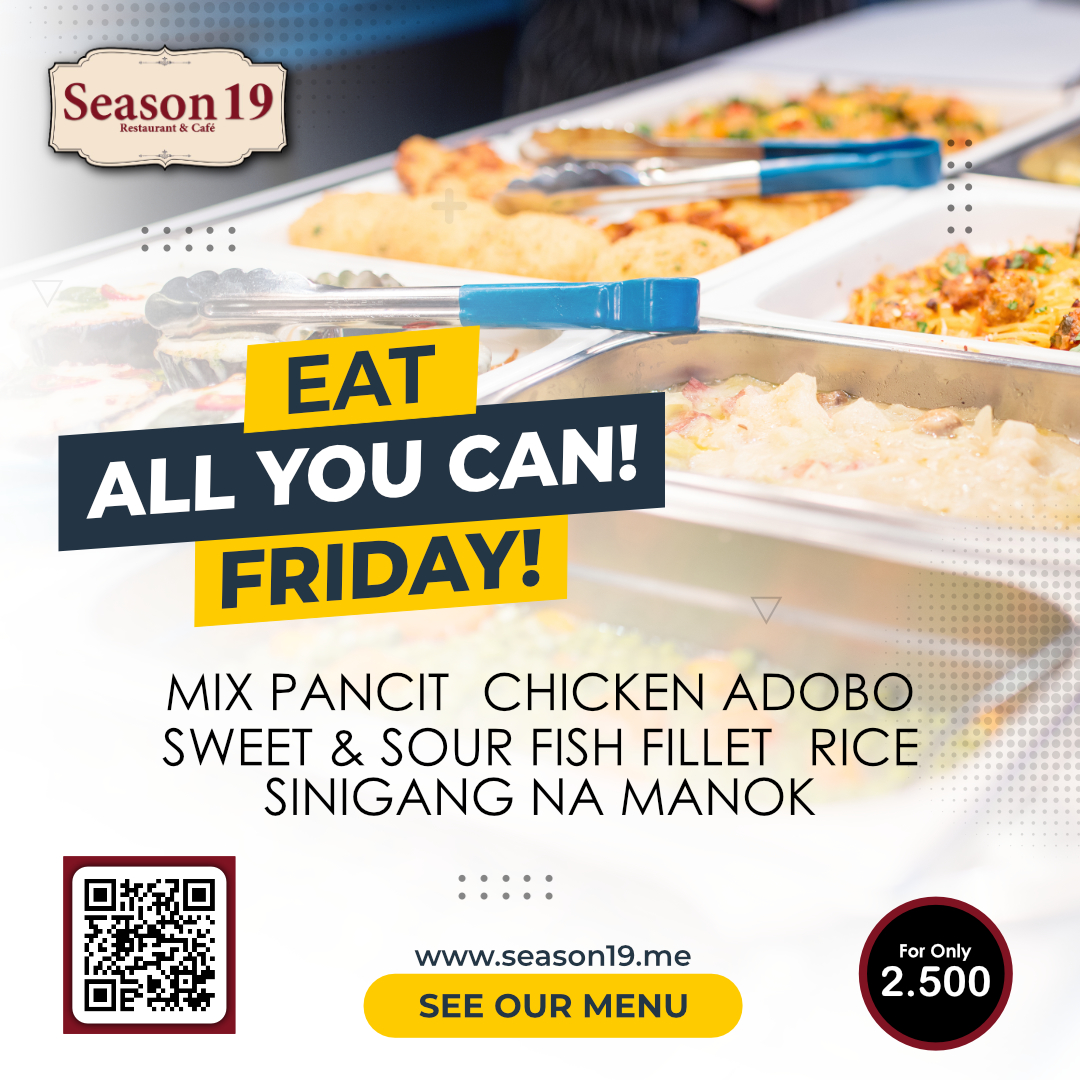 Season 19
Restaurant & Café
EAT
ALL YOU CAN!
FRIDAY!
MIX PANCIT CHICKEN ADOBO
SWEET & SOUR FISH FILLET RICE
SINIGANG NA MANOK
www.season19.me
SEE OUR MENU
For Only
2.500